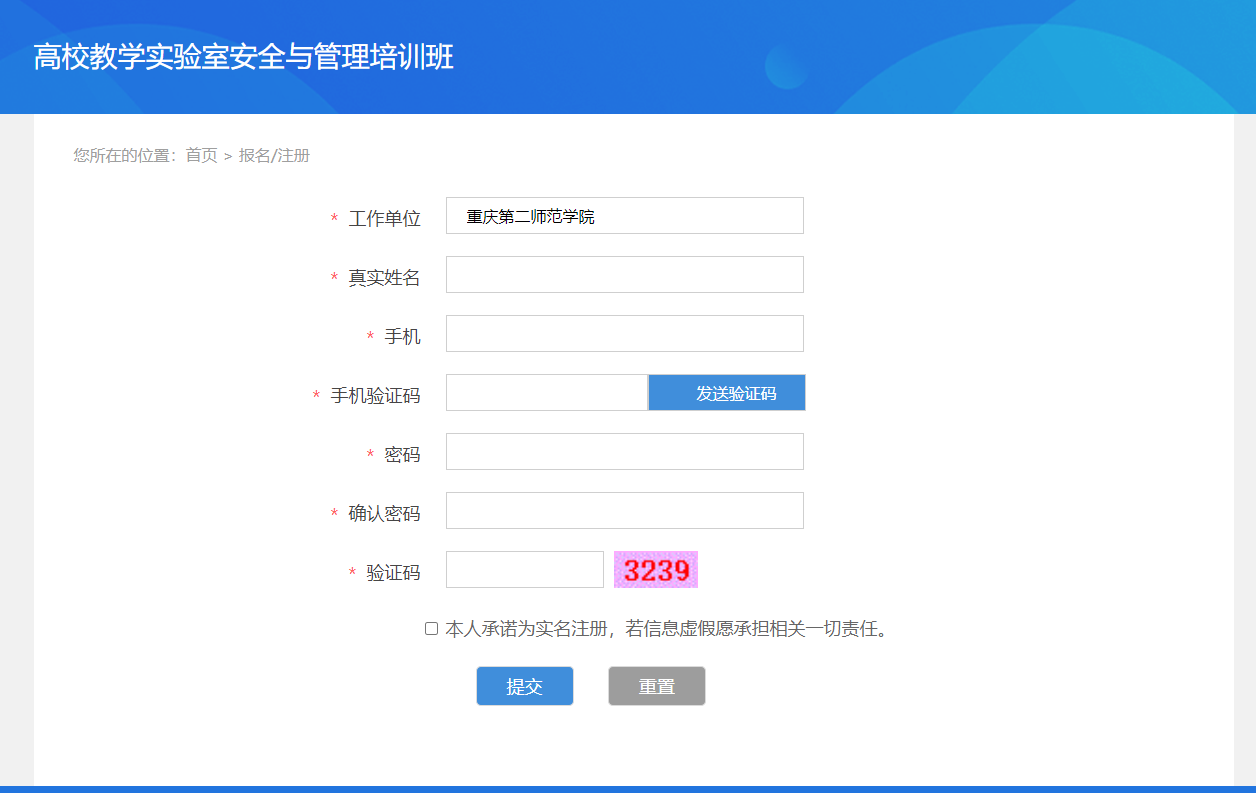 高校教学实验室安全与管理培训班
您所在的位置：首页 > 报名/注册
* 工作单位 重庆第二师范学院
* 真实姓名
* 手机
* 手机验证码 发送验证码
* 密码
* 确认密码
* 验证码 3239
本人承诺为实名注册，若信息虚假愿承担相关一切责任。
提交 重置